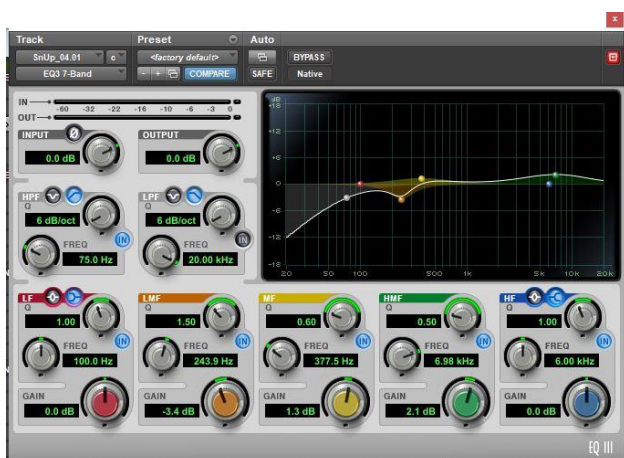 x
Track Preset Auto
SnUp_04.01 c <factory default> BYPASS
EQ3 7-Band - + COMPARE SAFE Native
IN -60 -32 -22 -16 -10 -6 -3 0
OUT
INPUT Ø OUTPUT
0.0 dB 0.0 dB
HPF LPF
Q Q
6 dB/oct 6 dB/oct
FREQ IN FREQ IN
75.0 Hz 20.00 kHz
dB
+18
+12
+6
0
-6
-12
-18
20 50 100 500 1k 5k 10k 20k
LF LMF MF HMF HF
Q Q Q Q Q
1.00 1.50 0.60 0.50 1.00
FREQ IN FREQ IN FREQ IN FREQ IN FREQ IN
100.0 Hz 243.9 Hz 377.5 Hz 6.98 kHz 6.00 kHz
GAIN GAIN GAIN GAIN GAIN
0.0 dB -3.4 dB 1.3 dB 2.1 dB 0.0 dB
EQ III